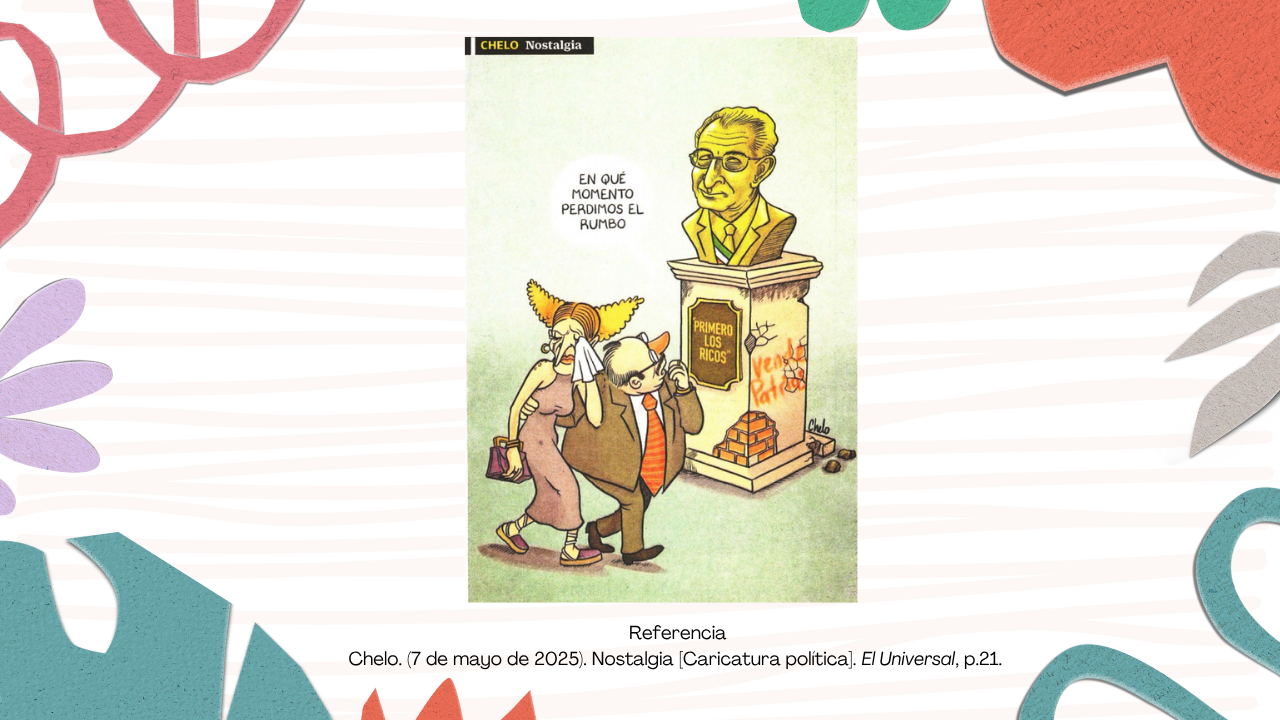 CHELO Nostalgia
EN QUÉ
MOMENTO
PERDIMOS EL
RUMBO
"PRIMERO
LOS
RICOS"
Vende
Patrias
Chelo
Referencia
Chelo. (7 de mayo de 2025). Nostalgia [Caricatura política]. El Universal, p.21.